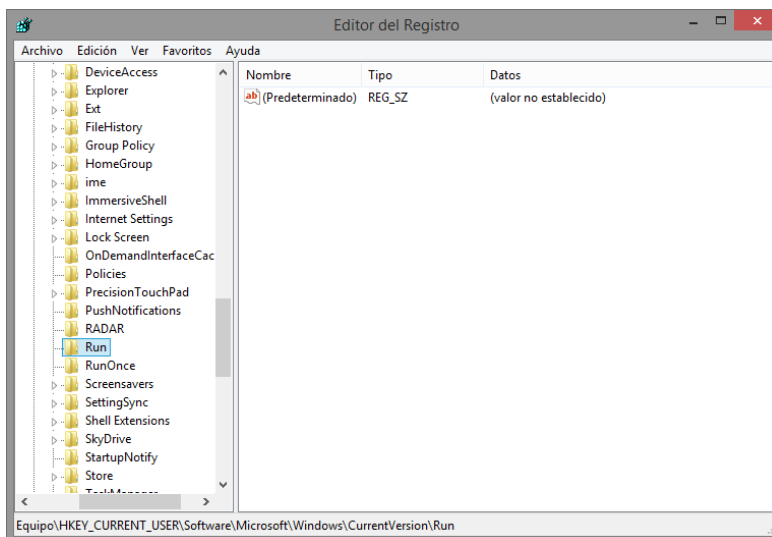 Editor del Registro
Archivo Edición Ver Favoritos Ayuda
DeviceAccess
Explorer
Ext
FileHistory
Group Policy
HomeGroup
ime
ImmersiveShell
Internet Settings
Lock Screen
OnDemandInterfaceCac
Policies
PrecisionTouchPad
PushNotifications
RADAR
Run
RunOnce
Screensavers
SettingSync
Shell Extensions
SkyDrive
StartupNotify
Store
Nombre Tipo Datos
ab (Predeterminado) REG_SZ (valor no establecido)
Equipo\HKEY_CURRENT_USER\Software\Microsoft\Windows\CurrentVersion\Run